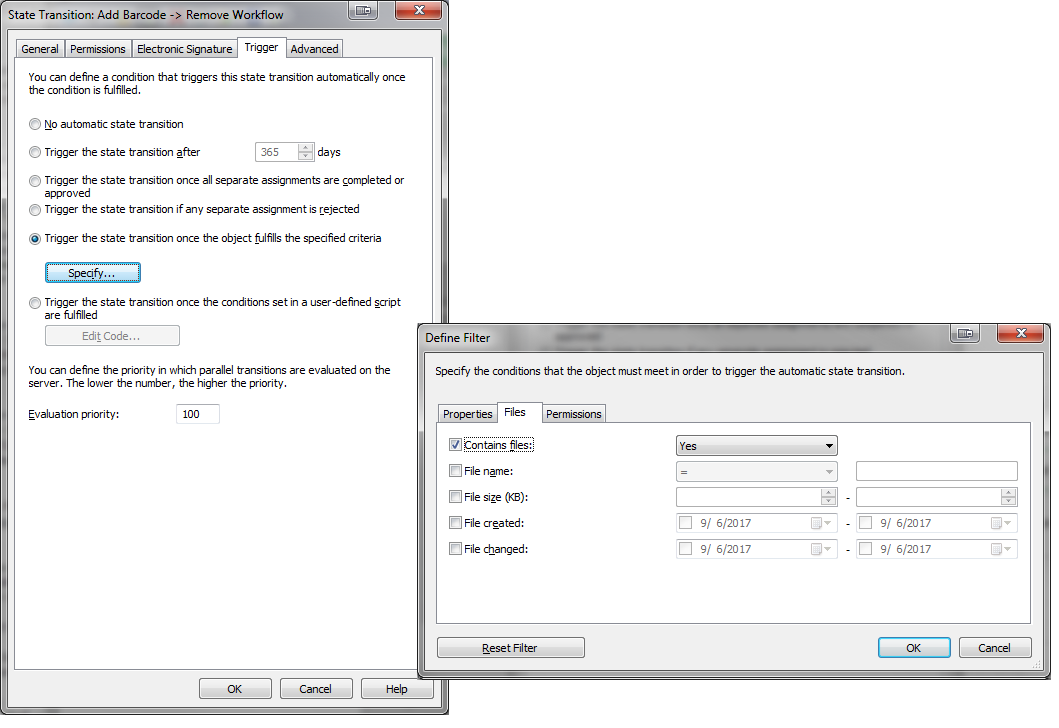 State Transition: Add Barcode -> Remove Workflow
General
Permissions
Electronic Signature
Trigger
Advanced
You can define a condition that triggers this state transition automatically once
the condition is fulfilled.
No automatic state transition
Trigger the state transition after 365 days
Trigger the state transition once all separate assignments are completed or
approved
Trigger the state transition if any separate assignment is rejected
Trigger the state transition once the object fulfills the specified criteria
Specify...
Trigger the state transition once the conditions set in a user-defined script
are fulfilled
Edit Code...
You can define the priority in which parallel transitions are evaluated on the
server. The lower the number, the higher the priority.
Evaluation priority: 100
OK
Cancel
Help
Define Filter
Specify the conditions that the object must meet in order to trigger the automatic state transition.
Properties
Files
Permissions
Contains files: Yes
File name: =
File size (KB): -
File created: 9/ 6/2017 - 9/ 6/2017
File changed: 9/ 6/2017 - 9/ 6/2017
Reset Filter
OK
Cancel